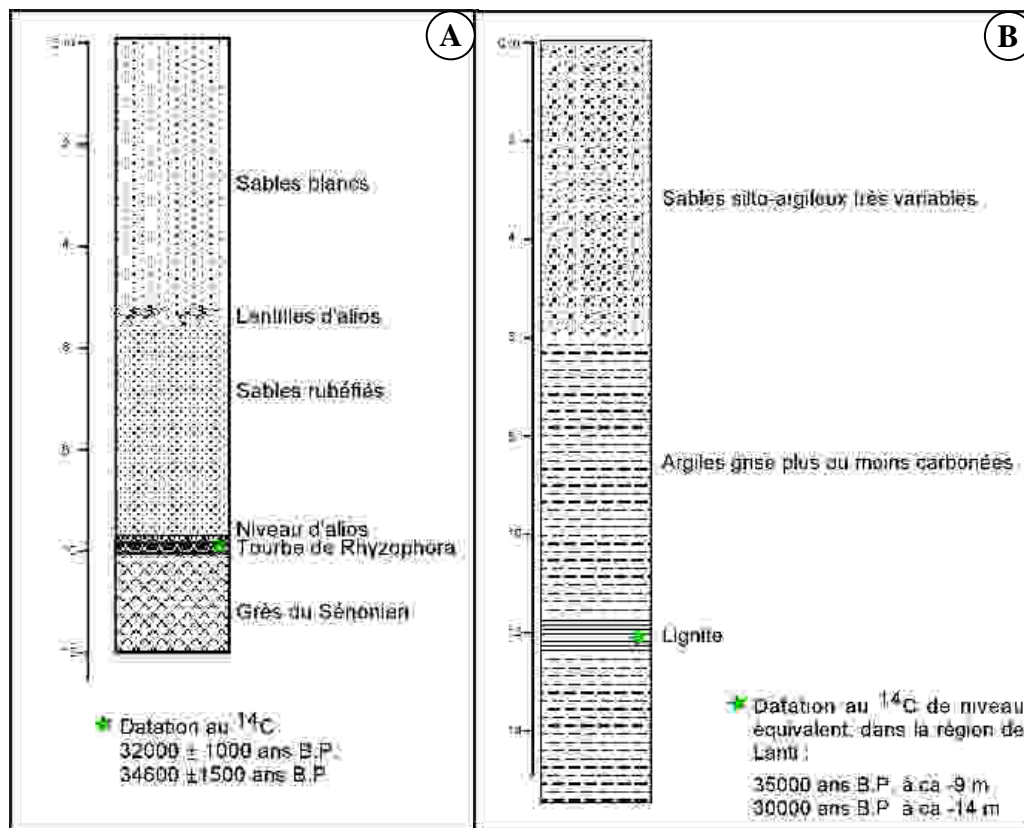 A
Sables blancs
Lentilles d'alios
Sables rubéfiés
Niveau d'alios
Tourbe de Rhyzophora
Grès du Sénonien
Datation au 14C:
32000 ± 1000 ans B.P.
34600 ±1500 ans B.P.
B
Sables silto-argileux très variables
Argiles grise plus ou moins carbonées
Lignite
Datation au 14C de niveau
équivalent, dans la région de
35000 ans B.P. à ca -9 m
30000 ans B.P. à ca -14 m